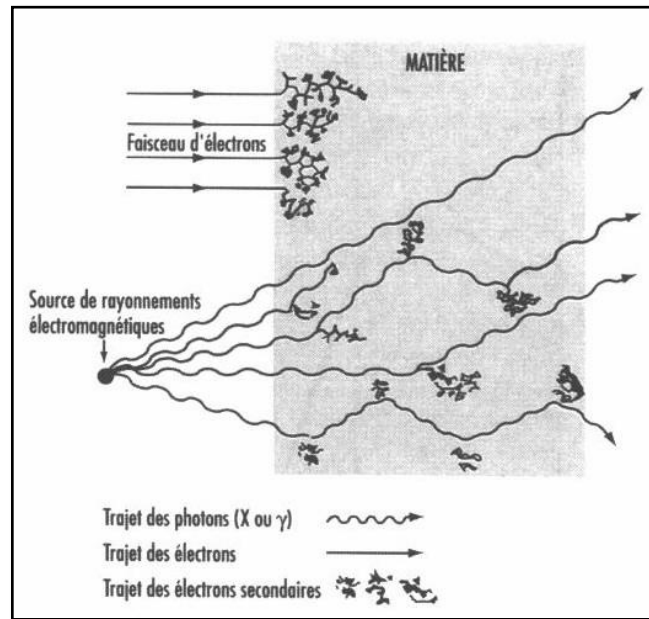 MATIÈRE
Faisceau d'électrons
Source de rayonnements
électromagnétiques
Trajet des photons (X ou γ)
Trajet des électrons
Trajet des électrons secondaires